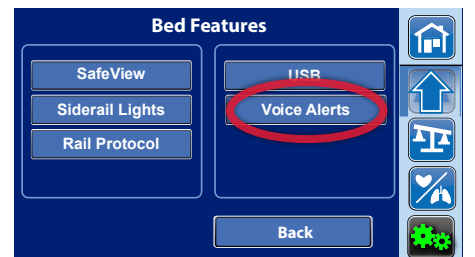 Bed Features
SafeView
Siderail Lights
Rail Protocol
USB
Voice Alerts
Back